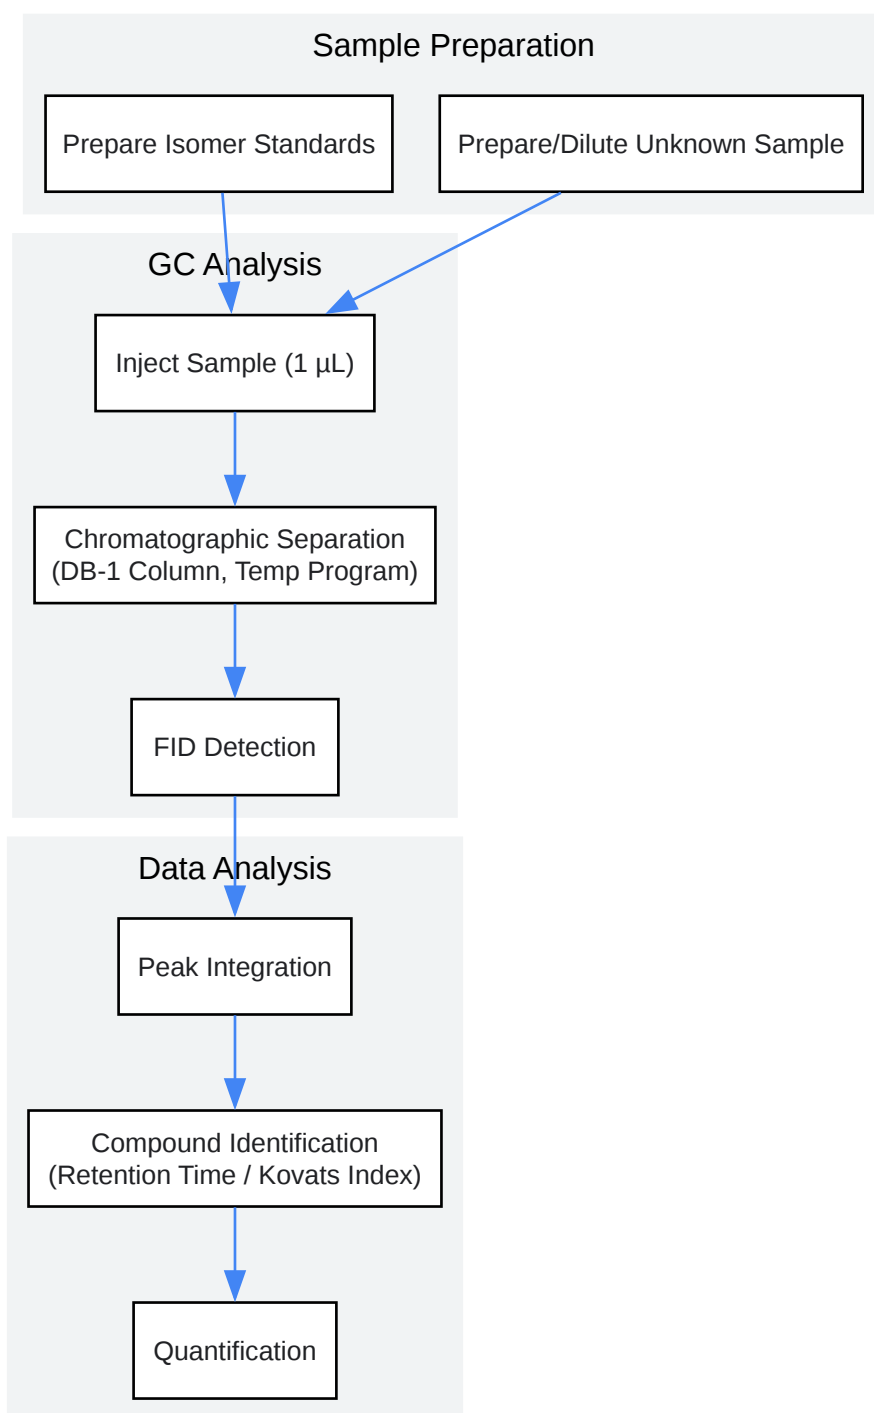 Sample Preparation
Prepare Isomer Standards
Prepare/Dilute Unknown Sample
GC Analysis
Inject Sample (1 µL)
Chromatographic Separation
(DB-1 Column, Temp Program)
FID Detection
Data Analysis
Peak Integration
Compound Identification
(Retention Time / Kovats Index)
Quantification